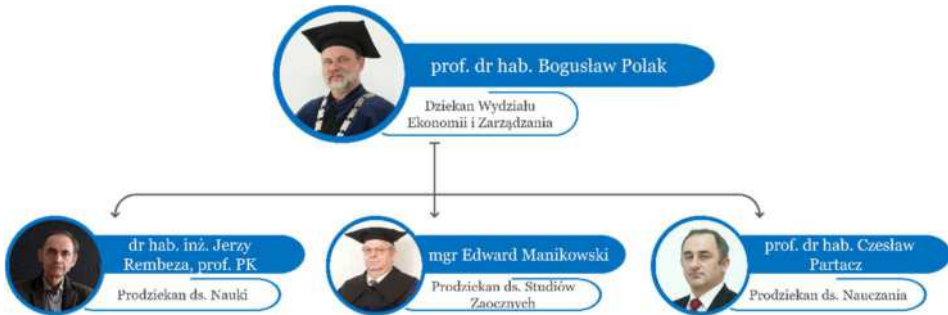 prof. dr hab. Bogusław Polak
Dziekan Wydziału
Ekonomii i Zarządzania
dr hab. inż. Jerzy
Rembeza, prof. PK
Prodziekan ds. Nauki
mgr Edward Manikowski
Prodziekan ds. Studiów
Zaocznych
prof. dr hab. Czesław
Partacz
Prodziekan ds. Nauczania